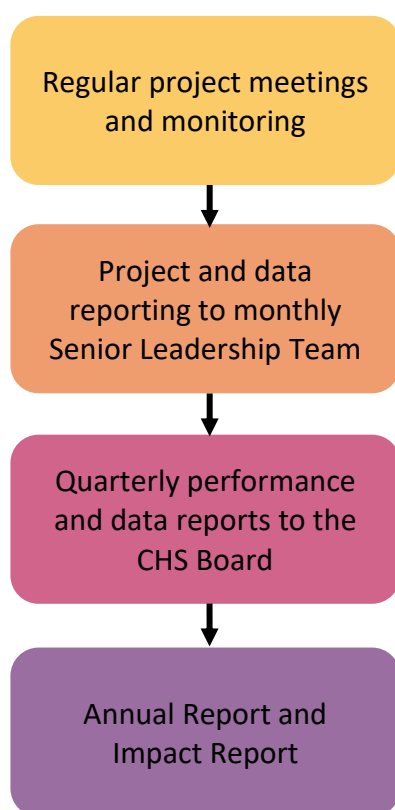 Regular project meetings
and monitoring
Project and data
reporting to monthly
Senior Leadership Team
Quarterly performance
and data reports to the
CHS Board
Annual Report and
Impact Report